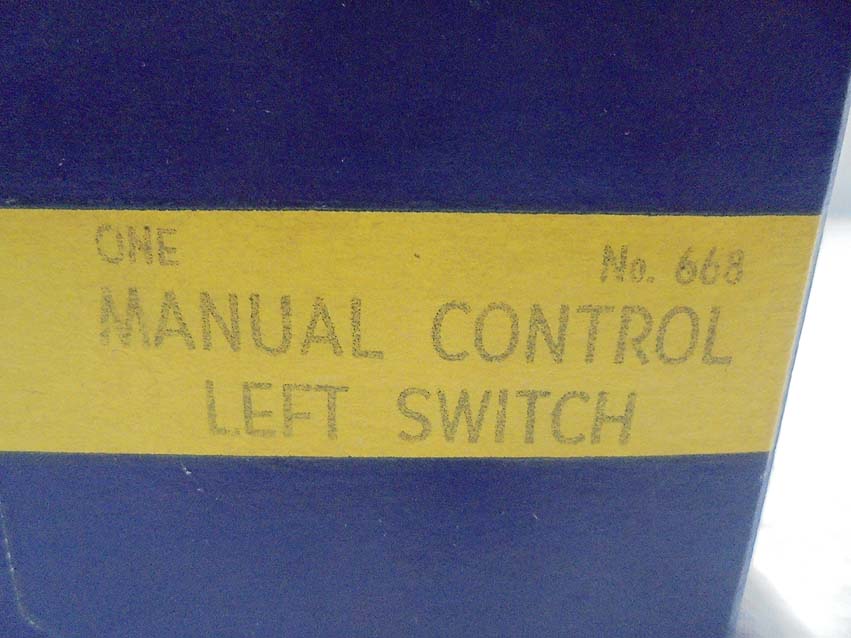 ONE
No. 668
MANUAL CONTROL
LEFT SWITCH